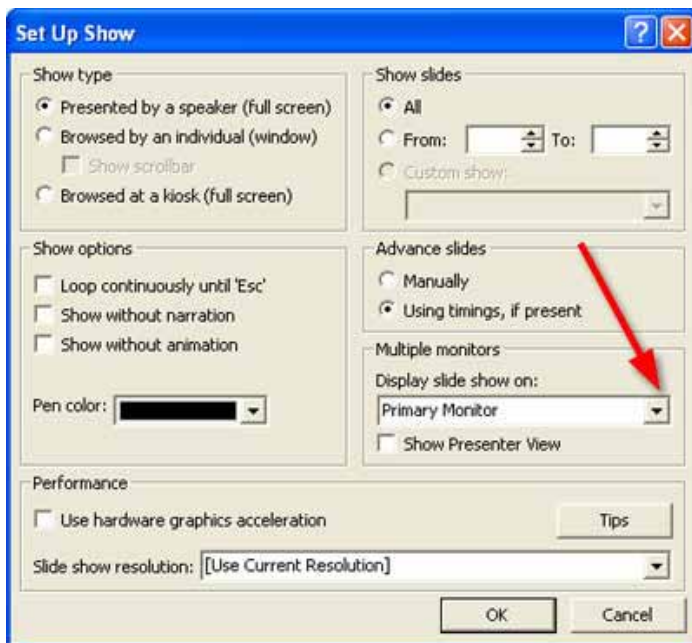 Set Up Show
Show type
Presented by a speaker (full screen)
Browsed by an individual (window)
Show scrollbar
Browsed at a kiosk (full screen)
Show slides
All
From: To:
Custom show:
Show options
Loop continuously until 'Esc'
Show without narration
Show without animation
Pen color:
Advance slides
Manually
Using timings, if present
Multiple monitors
Display slide show on:
Primary Monitor
Show Presenter View
Performance
Use hardware graphics acceleration
Tips
Slide show resolution: [Use Current Resolution]
OK
Cancel